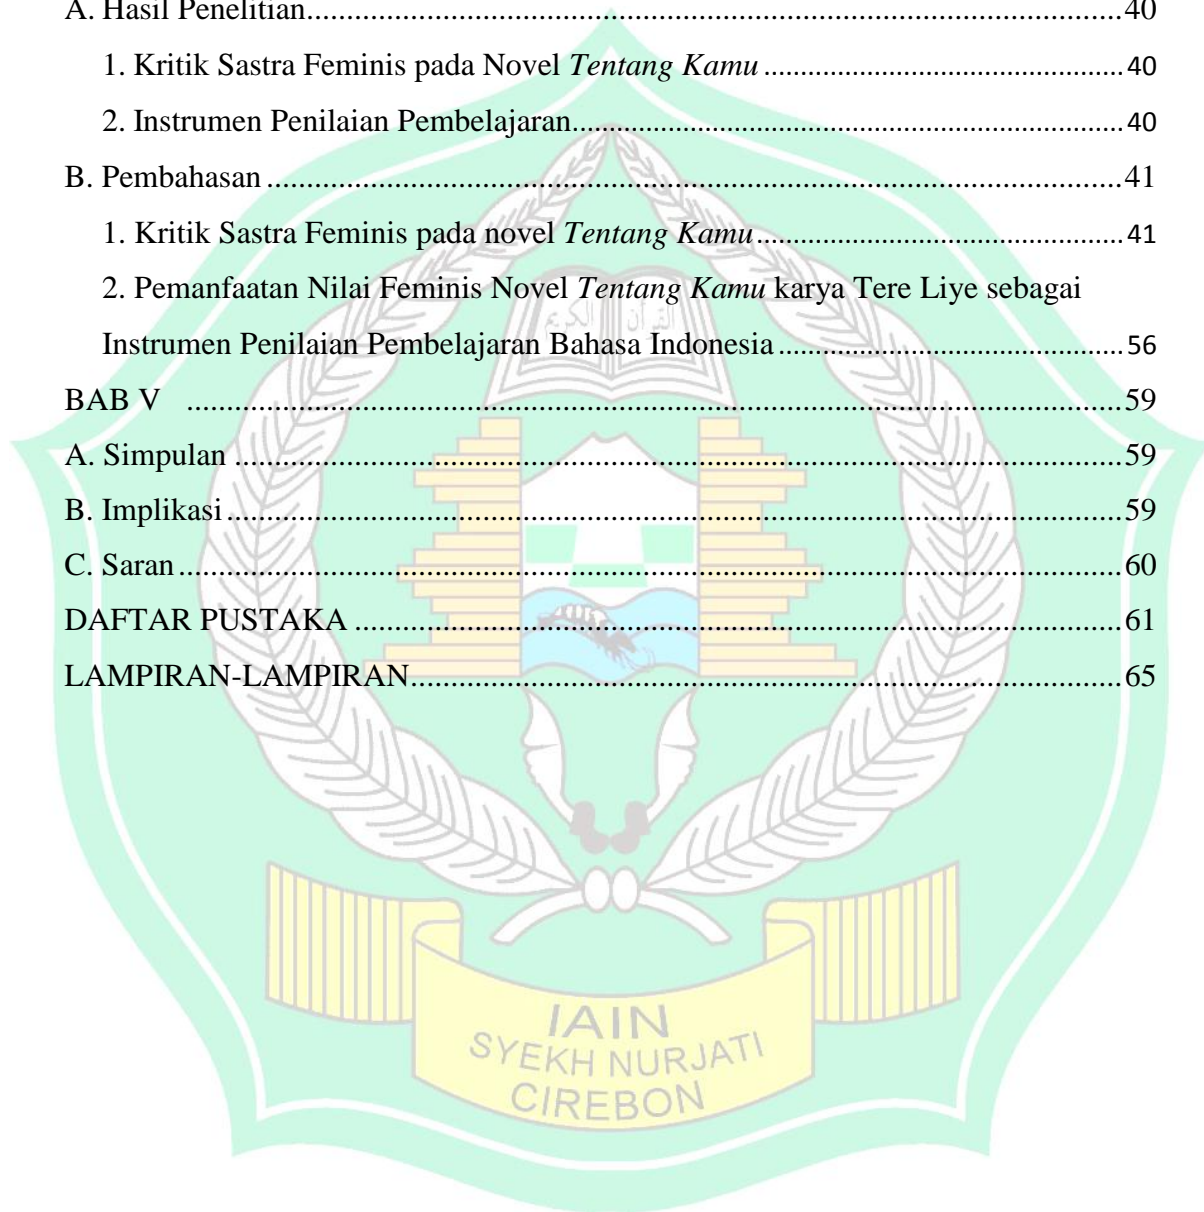 A. Hasil Penelitian........................................................................................................40
1. Kritik Sastra Feminis pada Novel Tentang Kamu .............................................40
2. Instrumen Penilaian Pembelajaran.....................................................................40
B. Pembahasan .............................................................................................................41
1. Kritik Sastra Feminis pada novel Tentang Kamu..............................................41
2. Pemanfaatan Nilai Feminis Novel Tentang Kamu karya Tere Liye sebagai
Instrumen Penilaian Pembelajaran Bahasa Indonesia ...........................................56
BAB V .......................................................................................................................59
A. Simpulan .................................................................................................................59
B. Implikasi ..................................................................................................................59
C. Saran ........................................................................................................................60
DAFTAR PUSTAKA ..................................................................................................61
LAMPIRAN-LAMPIRAN...........................................................................................65
القرآن الكريم
IAIN
SYEKH NURJATI
CIREBON